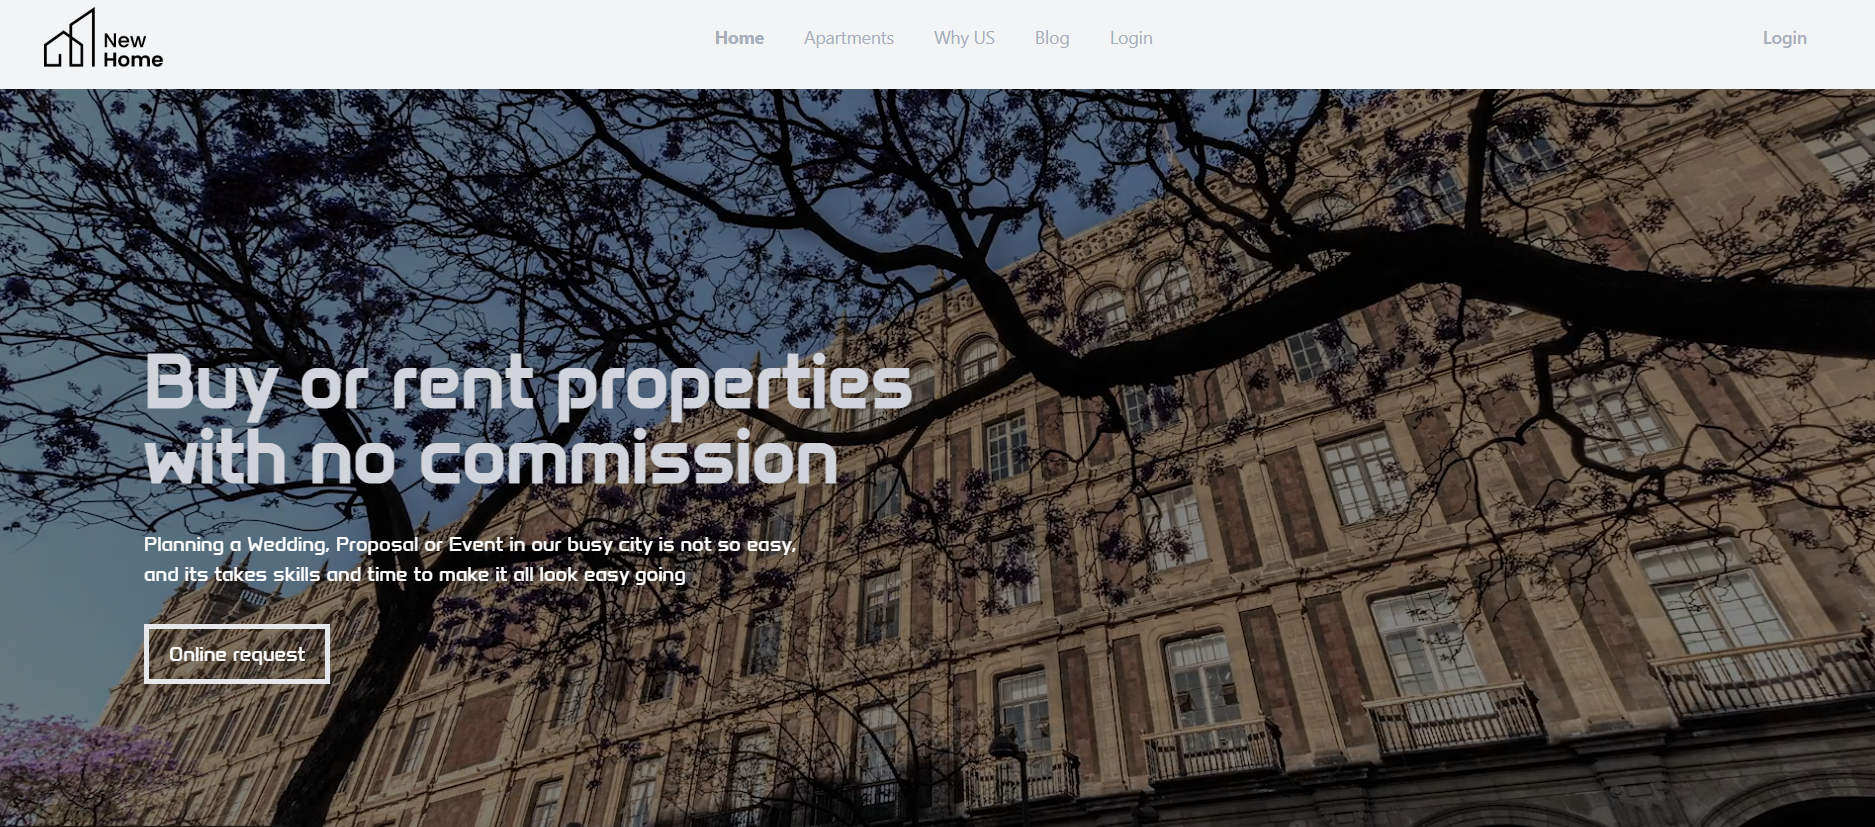 New
Home
Home Apartments Why US Blog Login Login
Buy or rent properties
with no commission
Planning a Wedding, Proposal or Event in our busy city is not so easy,
and its takes skills and time to make it all look easy going
Online request